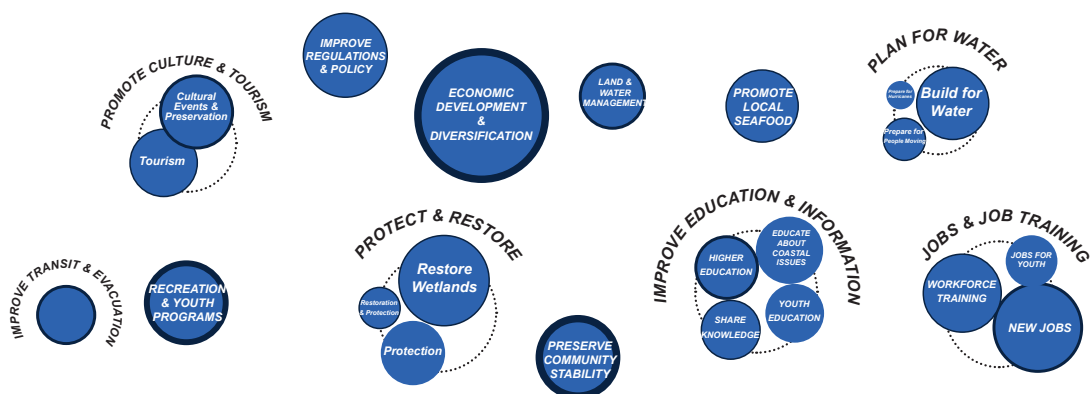 PROMOTE CULTURE & TOURISM
Cultural
Events &
Preservation
Tourism
IMPROVE
REGULATIONS
& POLICY
ECONOMIC
DEVELOPMENT
&
DIVERSIFICATION
LAND &
WATER
MANAGEMENT
PROMOTE
LOCAL
SEAFOOD
PLAN FOR WATER
Prepare for
Hurricanes
Build for
Water
Prepare for
People Moving
IMPROVE TRANSIT & EVACUATION
RECREATION
& YOUTH
PROGRAMS
PROTECT & RESTORE
Restore
Wetlands
Restoration
& Protection
Protection
PRESERVE
COMMUNITY
STABILITY
IMPROVE EDUCATION & INFORMATION
HIGHER
EDUCATION
EDUCATE
ABOUT
COASTAL
ISSUES
SHARE
KNOWLEDGE
YOUTH
EDUCATION
JOBS & JOB TRAINING
JOBS FOR
YOUTH
WORKFORCE
TRAINING
NEW JOBS